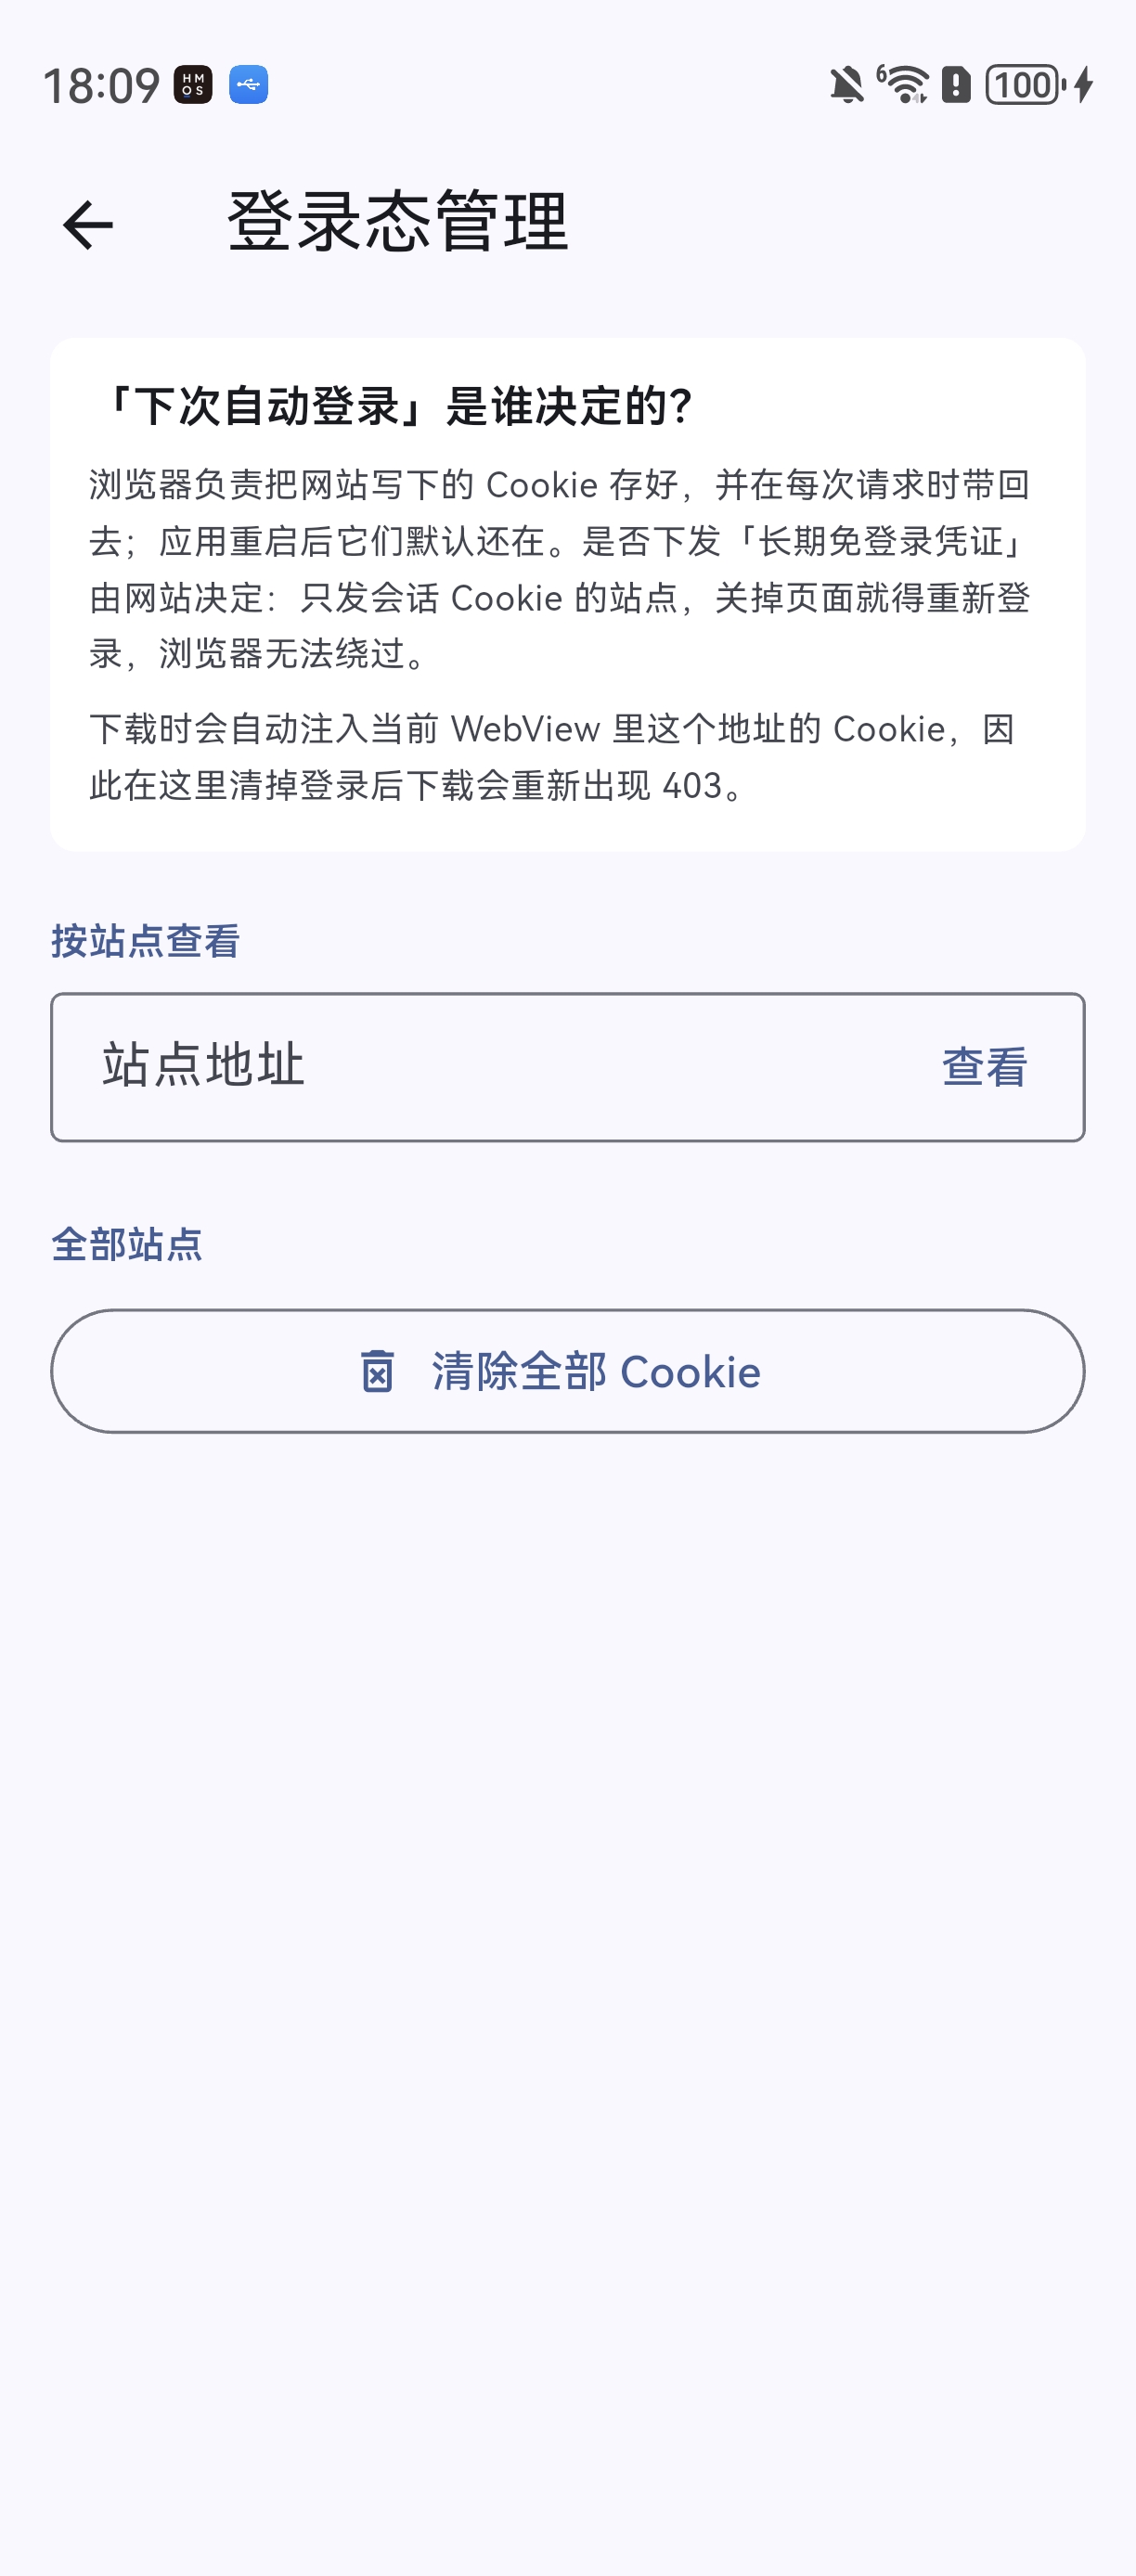 18:09 HM OS 6 100
登录态管理
「下次自动登录」是谁决定的？
浏览器负责把网站写下的 Cookie 存好，并在每次请求时带回
去；应用重启后它们默认还在。是否下发「长期免登录凭证」
由网站决定：只发会话 Cookie 的站点，关掉页面就得重新登
录，浏览器无法绕过。
下载时会自动注入当前 WebView 里这个地址的 Cookie，因
此在这里清掉登录后下载会重新出现 403。
按站点查看
站点地址 查看
全部站点
清除全部 Cookie